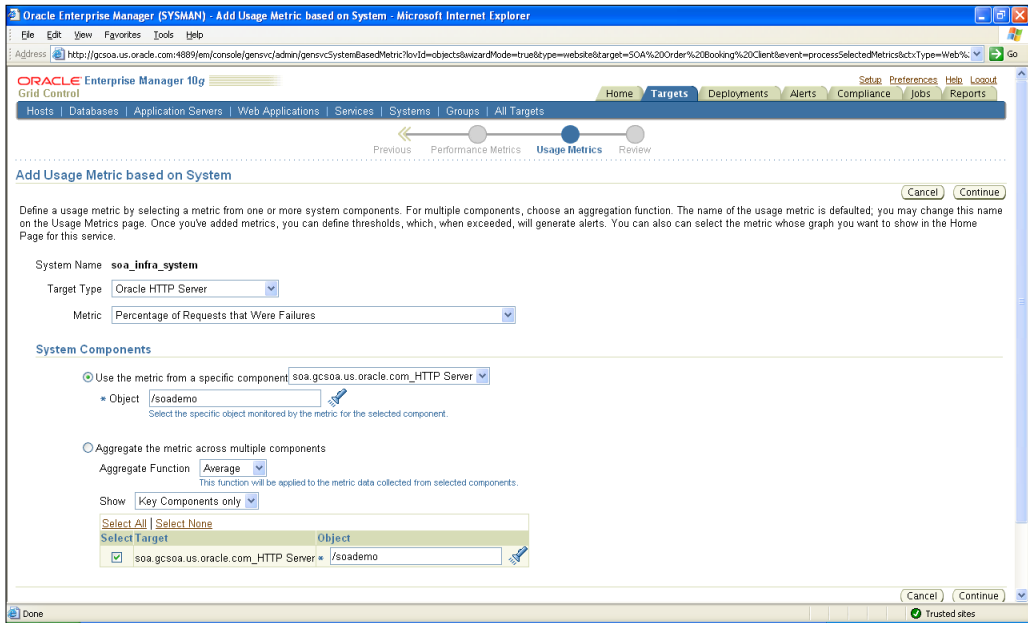 Oracle Enterprise Manager (SYSMAN) - Add Usage Metric based on System - Microsoft Internet Explorer
File Edit View Favorites Tools Help
Address http://gcsoa.us.oracle.com:4889/em/console/gensvc/admin/gensvcSystemBasedMetric?lovId=objects&wizardMode=true&type=website&target=SOA%20Order%20Booking%20Client&event=processSelectedMetrics&ctxType=Web% Go
ORACLE Enterprise Manager 10g
Setup Preferences Help Logout
Grid Control
Home Targets Deployments Alerts Compliance Jobs Reports
Hosts | Databases | Application Servers | Web Applications | Services | Systems | Groups | All Targets
Previous Performance Metrics Usage Metrics Review
Add Usage Metric based on System
Cancel Continue
Define a usage metric by selecting a metric from one or more system components. For multiple components, choose an aggregation function. The name of the usage metric is defaulted; you may change this name
on the Usage Metrics page. Once you've added metrics, you can define thresholds, which, when exceeded, will generate alerts. You can also can select the metric whose graph you want to show in the Home
Page for this service.
System Name soa_infra_system
Target Type Oracle HTTP Server
Metric Percentage of Requests that Were Failures
System Components
Use the metric from a specific component soa.gcsoa.us.oracle.com_HTTP Server
* Object /soademo
Select the specific object monitored by the metric for the selected component.
Aggregate the metric across multiple components
Aggregate Function Average
This function will be applied to the metric data collected from selected components.
Show Key Components only
Select All | Select None
Select Target Object
soa.gcsoa.us.oracle.com_HTTP Server * /soademo
Cancel Continue
Done Trusted sites